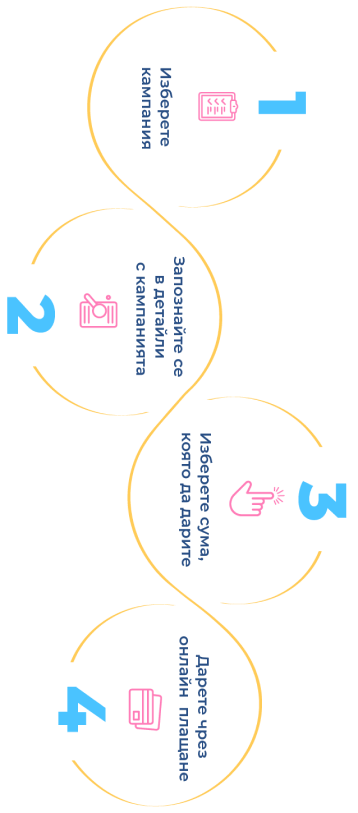 1
Изберете
кампания
2
Запознайте се
в детайли
с кампанията
3
Изберете сума,
която да дарите
4
Дарете чрез
онлайн плащане